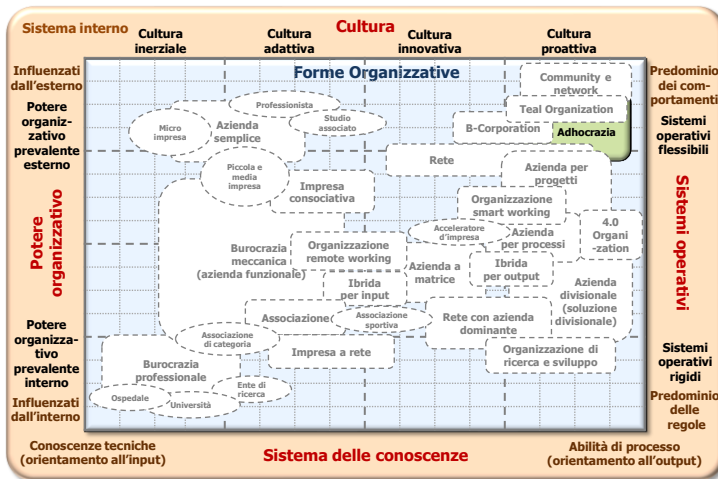 Sistema interno
Cultura
Cultura
inerziale
Cultura
adattiva
Cultura
innovativa
Cultura
proattiva
Influenzati
dall'esterno
Potere
organiz-
zativo
prevalente
esterno
Potere
organizzativo
Potere
organizza-
tivo
prevalente
interno
Influenzati
dall'interno
Forme Organizzative
Community e
network
Teal Organization
B-Corporation
Adhocrazia
Professionista
Studio
associato
Micro
impresa
Azienda
semplice
Rete
Azienda per
progetti
Piccola e
media
impresa
Impresa
consociativa
Organizzazione
smart working
Acceleratore
d'impresa
Azienda
per processi
4.0
Organi
-zation
Burocrazia
meccanica
(azienda funzionale)
Organizzazione
remote working
Azienda a
matrice
Ibrida
per output
Ibrida
per input
Azienda
divisionale
(soluzione
divisionale)
Associazione
Associazione
sportiva
Rete con azienda
dominante
Associazione
di categoria
Impresa a rete
Organizzazione di
ricerca e sviluppo
Burocrazia
professionale
Ente di
ricerca
Ospedale
Università
Predominio
dei com-
portamenti
Sistemi
operativi
flessibili
Sistemi operativi
Sistemi
operativi
rigidi
Predominio
delle
regole
Conoscenze tecniche
(orientamento all'input)
Sistema delle conoscenze
Abilità di processo
(orientamento all'output)